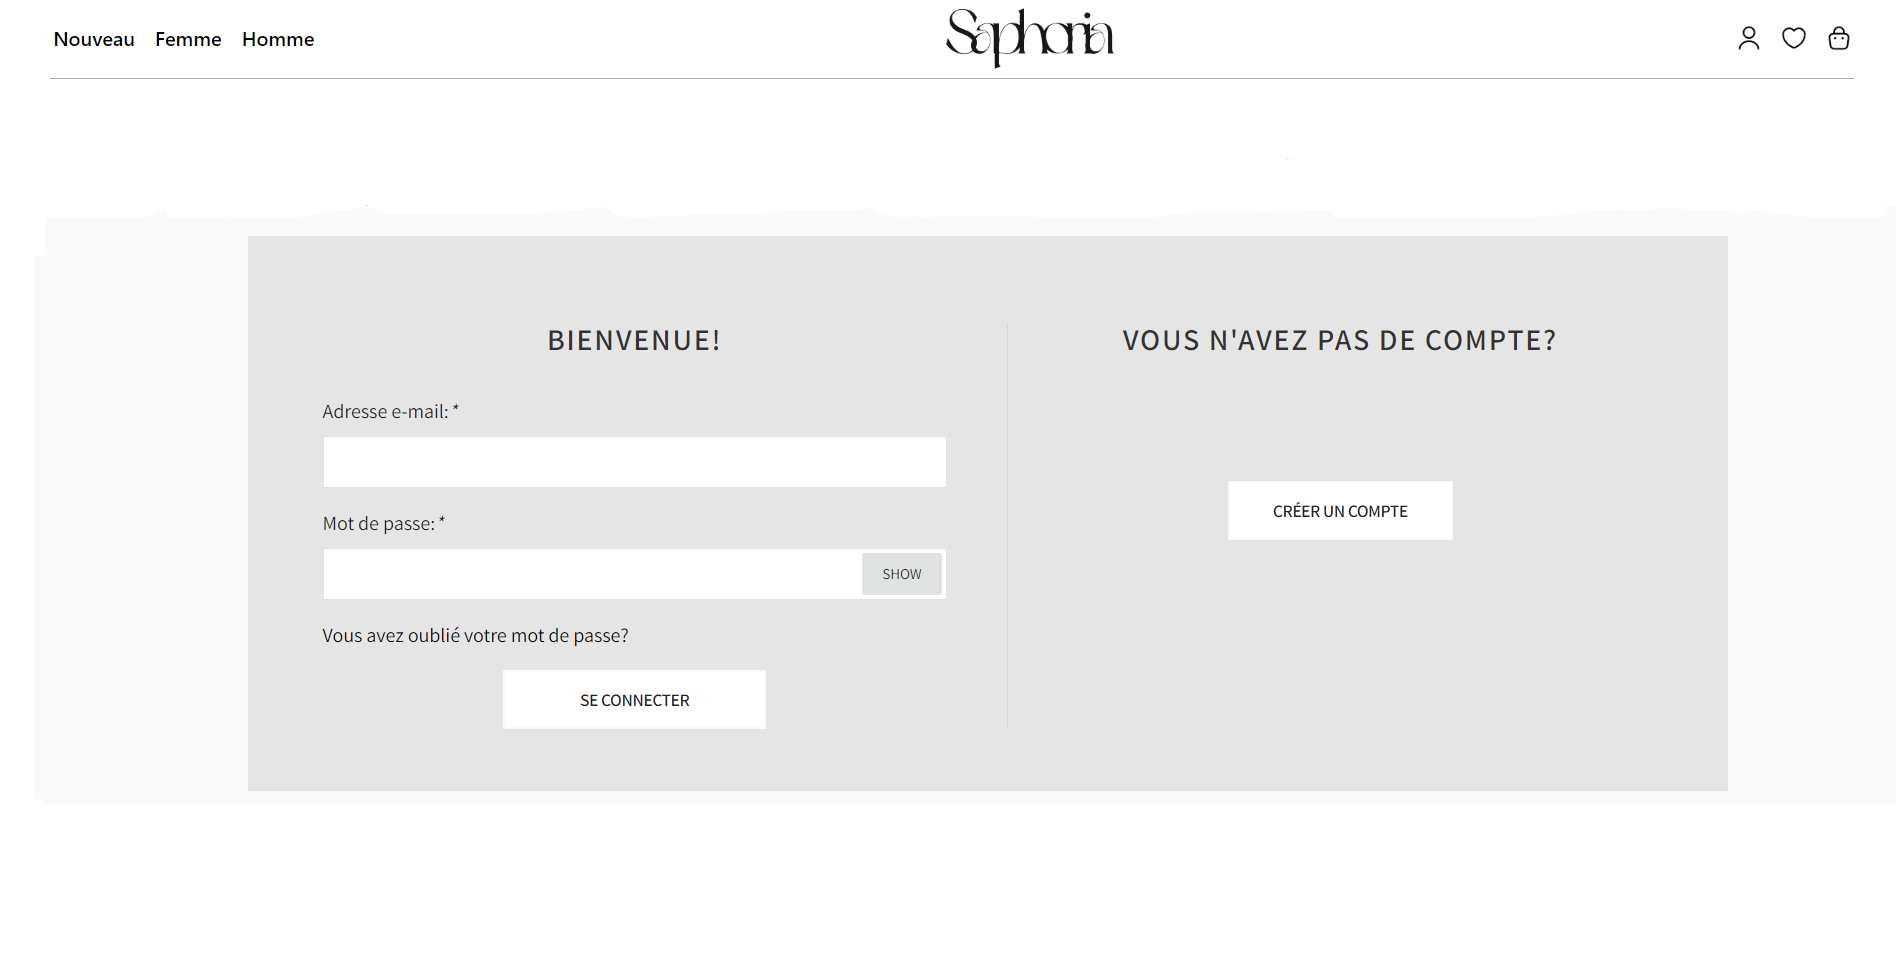 Nouveau Femme Homme
Saphoria
BIENVENUE!
Adresse e-mail: *
Mot de passe: *
SHOW
Vous avez oublié votre mot de passe?
SE CONNECTER
VOUS N'AVEZ PAS DE COMPTE?
CRÉER UN COMPTE